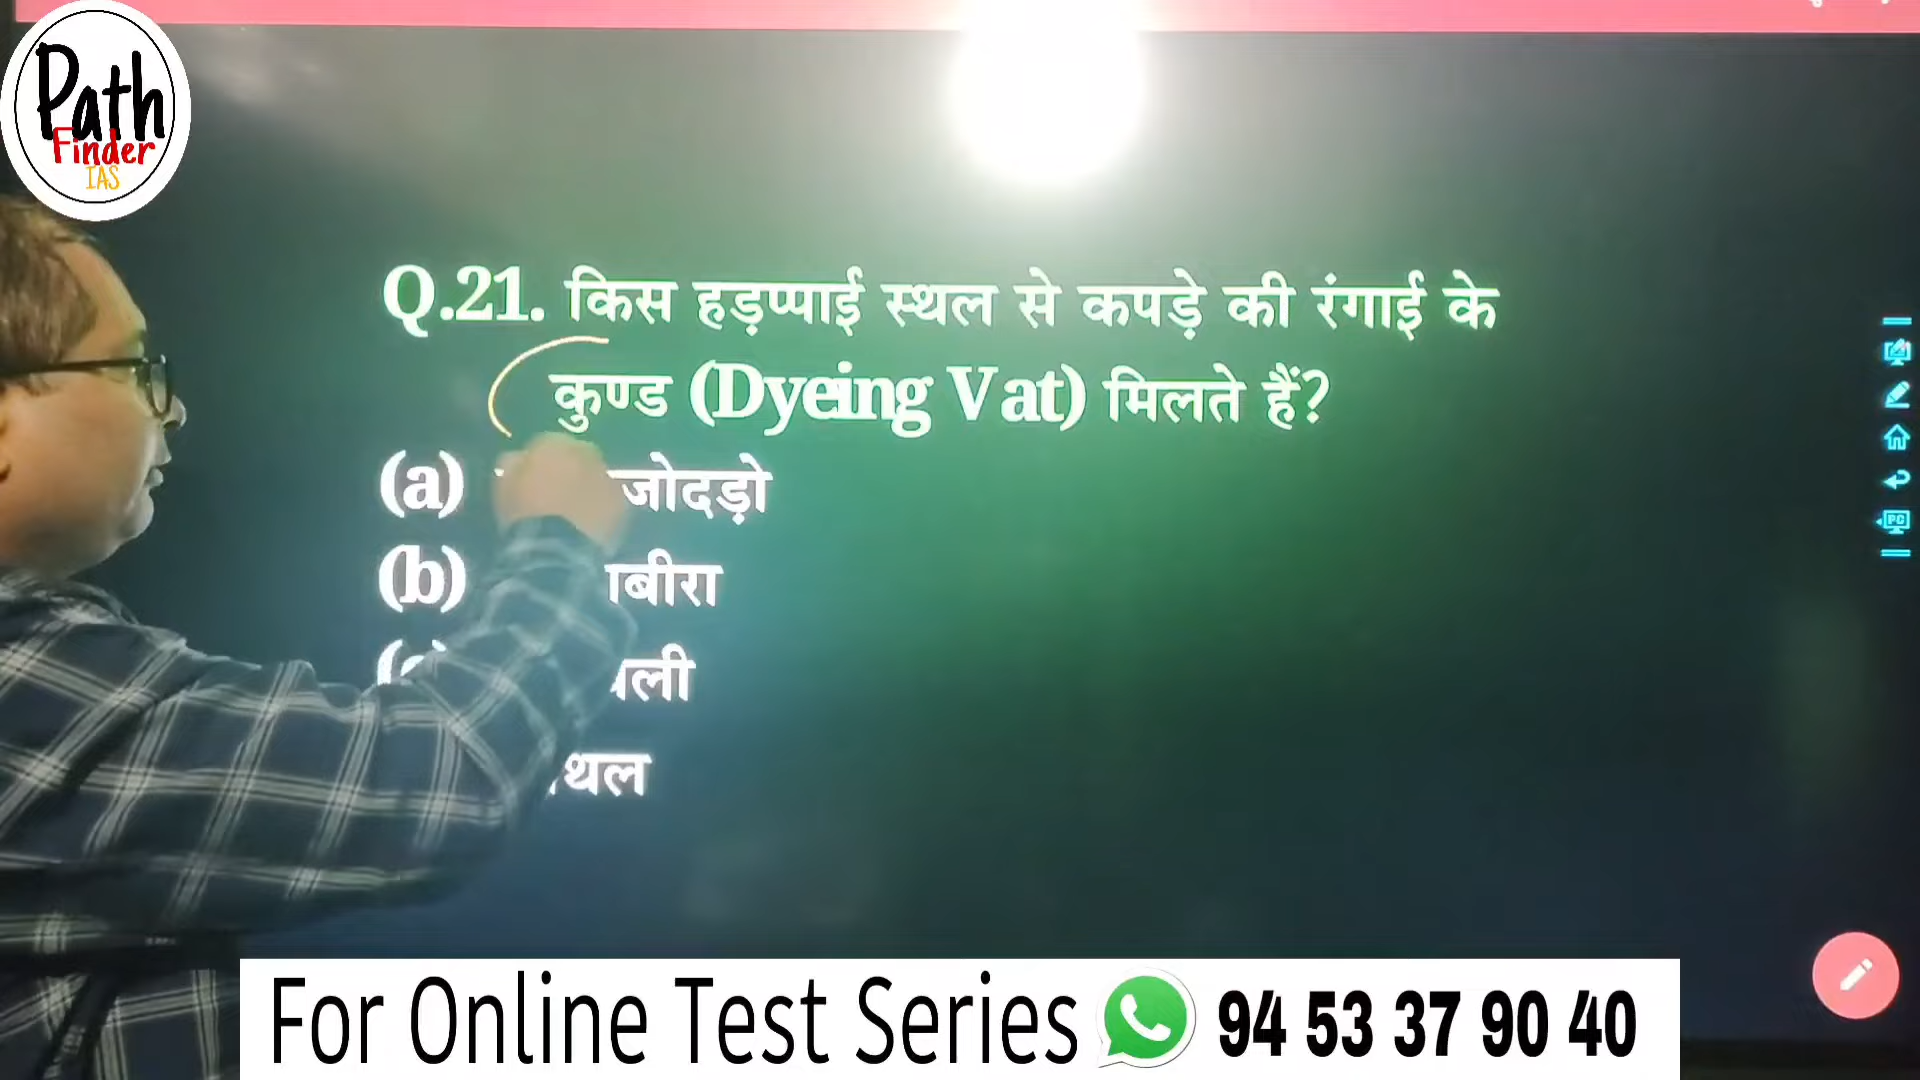 Path
Finder
IAS
Q.21. किस हड़प्पाई स्थल से कपड़े की रंगाई के
कुण्ड (Dyeing Vat) मिलते हैं?
(a) जोदड़ो
(b) ाबीरा
ली
थल
For Online Test Series 94 53 37 90 40